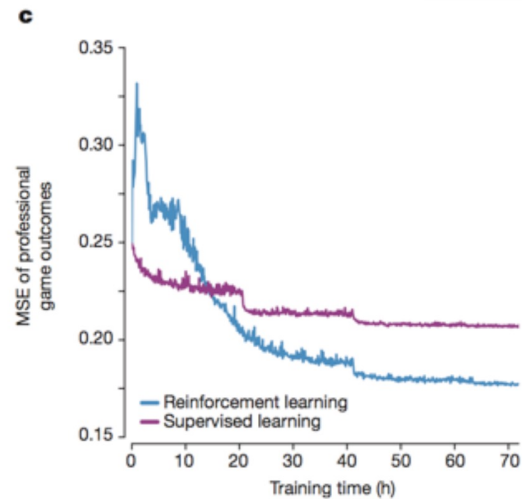 c
0.35
0.30
0.25
0.20
0.15
MSE of professional
game outcomes
Reinforcement learning
Supervised learning
0 10 20 30 40 50 60 70
Training time (h)